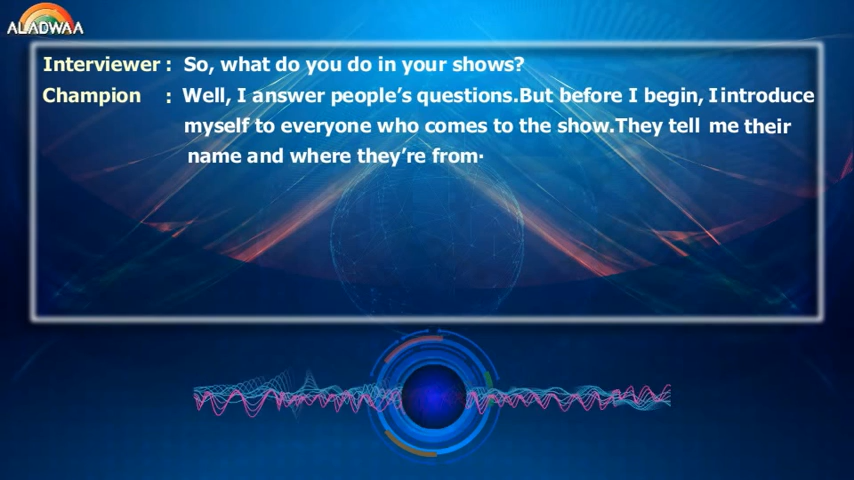 ALADWAA
Interviewer : So, what do you do in your shows?
Champion : Well, I answer people’s questions.But before I begin, I introduce
myself to everyone who comes to the show.They tell me their
name and where they’re from.